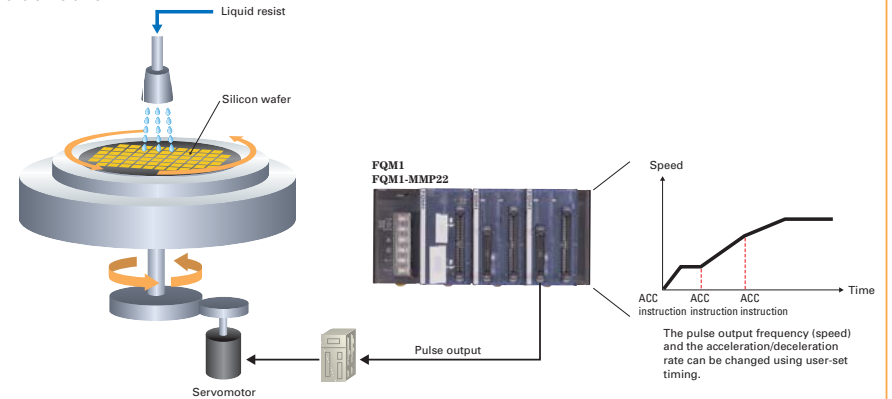 Liquid resist
Silicon wafer
FQM1
FQM1-MMP22
Speed
Time
ACC
instruction
ACC
instruction
ACC
instruction
The pulse output frequency (speed)
and the acceleration/deceleration
rate can be changed using user-set
timing.
Pulse output
Servomotor